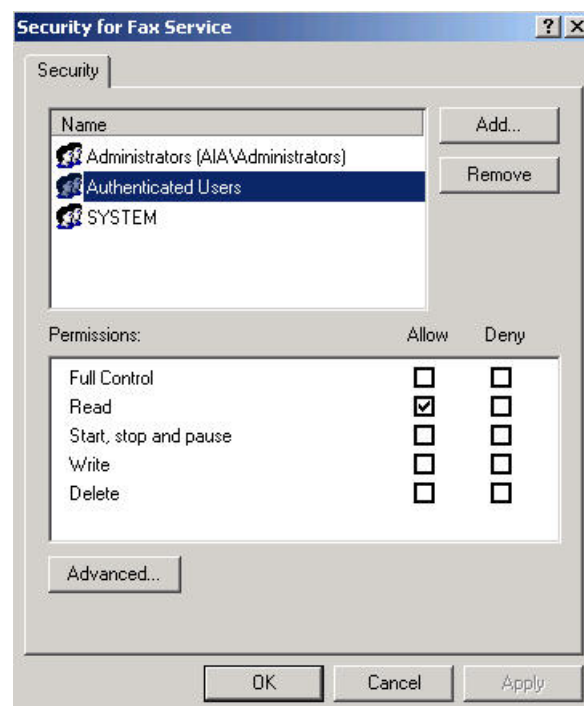 Security for Fax Service
Security
Name
Add...
Administrators (AIA\Administrators)
Authenticated Users
Remove
SYSTEM
Permissions:
Allow Deny
Full Control
Read
Start, stop and pause
Write
Delete
Advanced...
OK Cancel Apply